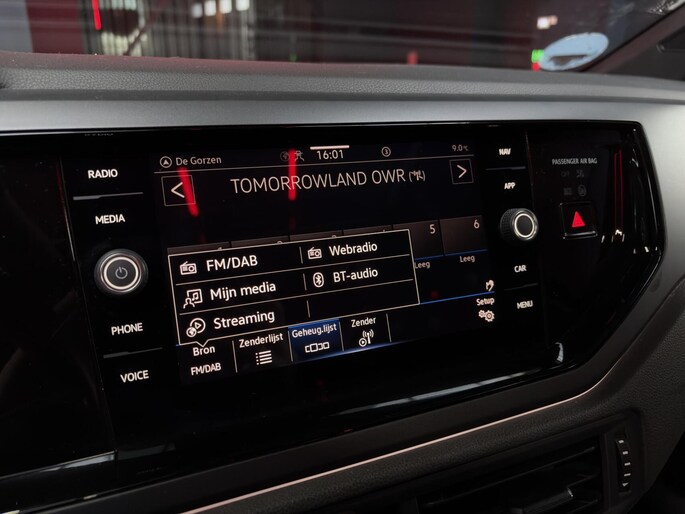 De Gorzen
16:01
3
9.0°C
TOMORROWLAND OWR
RADIO
MEDIA
PHONE
VOICE
NAV
APP
CAR
MENU
PASSENGER AIR BAG
5
6
Leeg
Leeg
FM/DAB
Webradio
Mijn media
BT-audio
Streaming
Setup
Bron
FM/DAB
Zenderlijst
Geheug.lijst
Zender